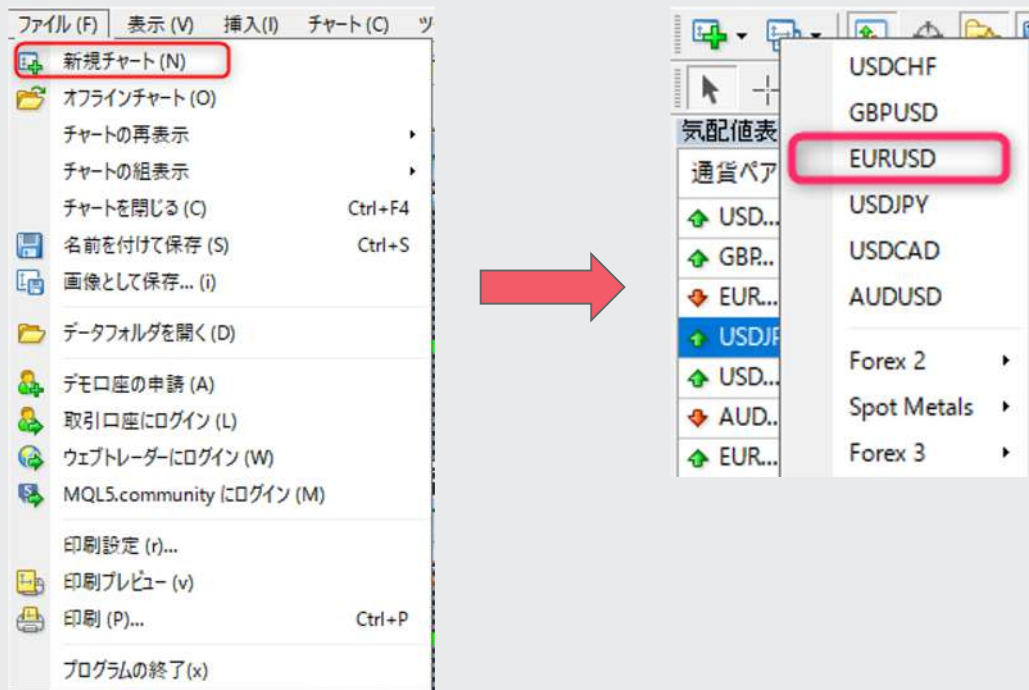 ファイル (F) 表示 (V) 挿入(I) チャート (C) ツ
新規チャート (N)
オフラインチャート (O)
チャートの再表示
チャートの組表示
チャートを閉じる (C) Ctrl+F4
名前を付けて保存 (S) Ctrl+S
画像として保存... (i)
データフォルダを開く (D)
デモ口座の申請 (A)
取引口座にログイン (L)
ウェブトレーダーにログイン (W)
MQL5.community にログイン (M)
印刷設定 (r)...
印刷プレビュー (v)
印刷 (P)... Ctrl+P
プログラムの終了(x)
気配値表
通貨ペア
USD...
GBP...
EUR...
USDJP
USD...
AUD...
EUR...
USDCHF
GBPUSD
EURUSD
USDJPY
USDCAD
AUDUSD
Forex 2
Spot Metals
Forex 3